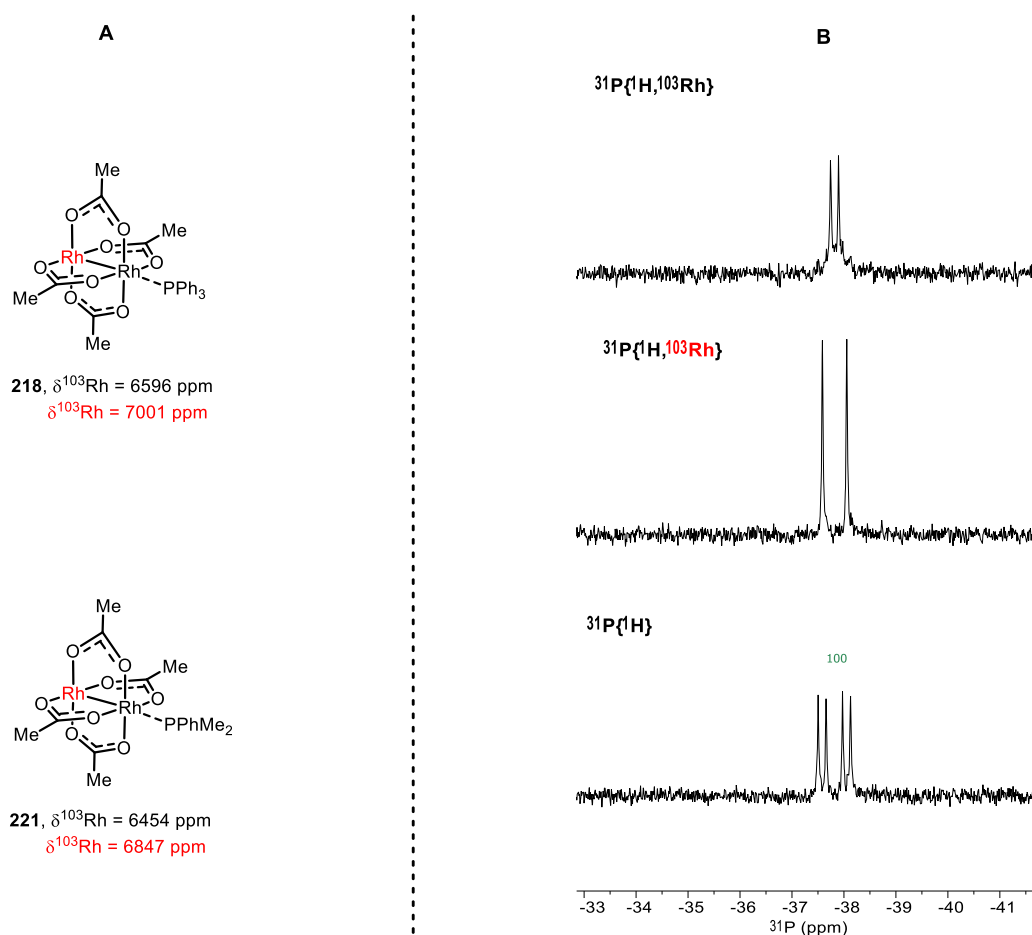 A
B
³¹P{¹H,¹⁰³Rh}
Me
O
O
Me
Rh
O
O
O
Rh
O
PPh₃
Me
O
O
Me
218, δ¹⁰³Rh = 6596 ppm
δ¹⁰³Rh = 7001 ppm
³¹P{¹H,¹⁰³Rh}
Me
O
O
Me
Rh
O
O
O
Rh
O
PPhMe₂
Me
O
O
Me
221, δ¹⁰³Rh = 6454 ppm
δ¹⁰³Rh = 6847 ppm
³¹P{¹H}
100
-33 -34 -35 -36 -37 -38 -39 -40 -41
³¹P (ppm)